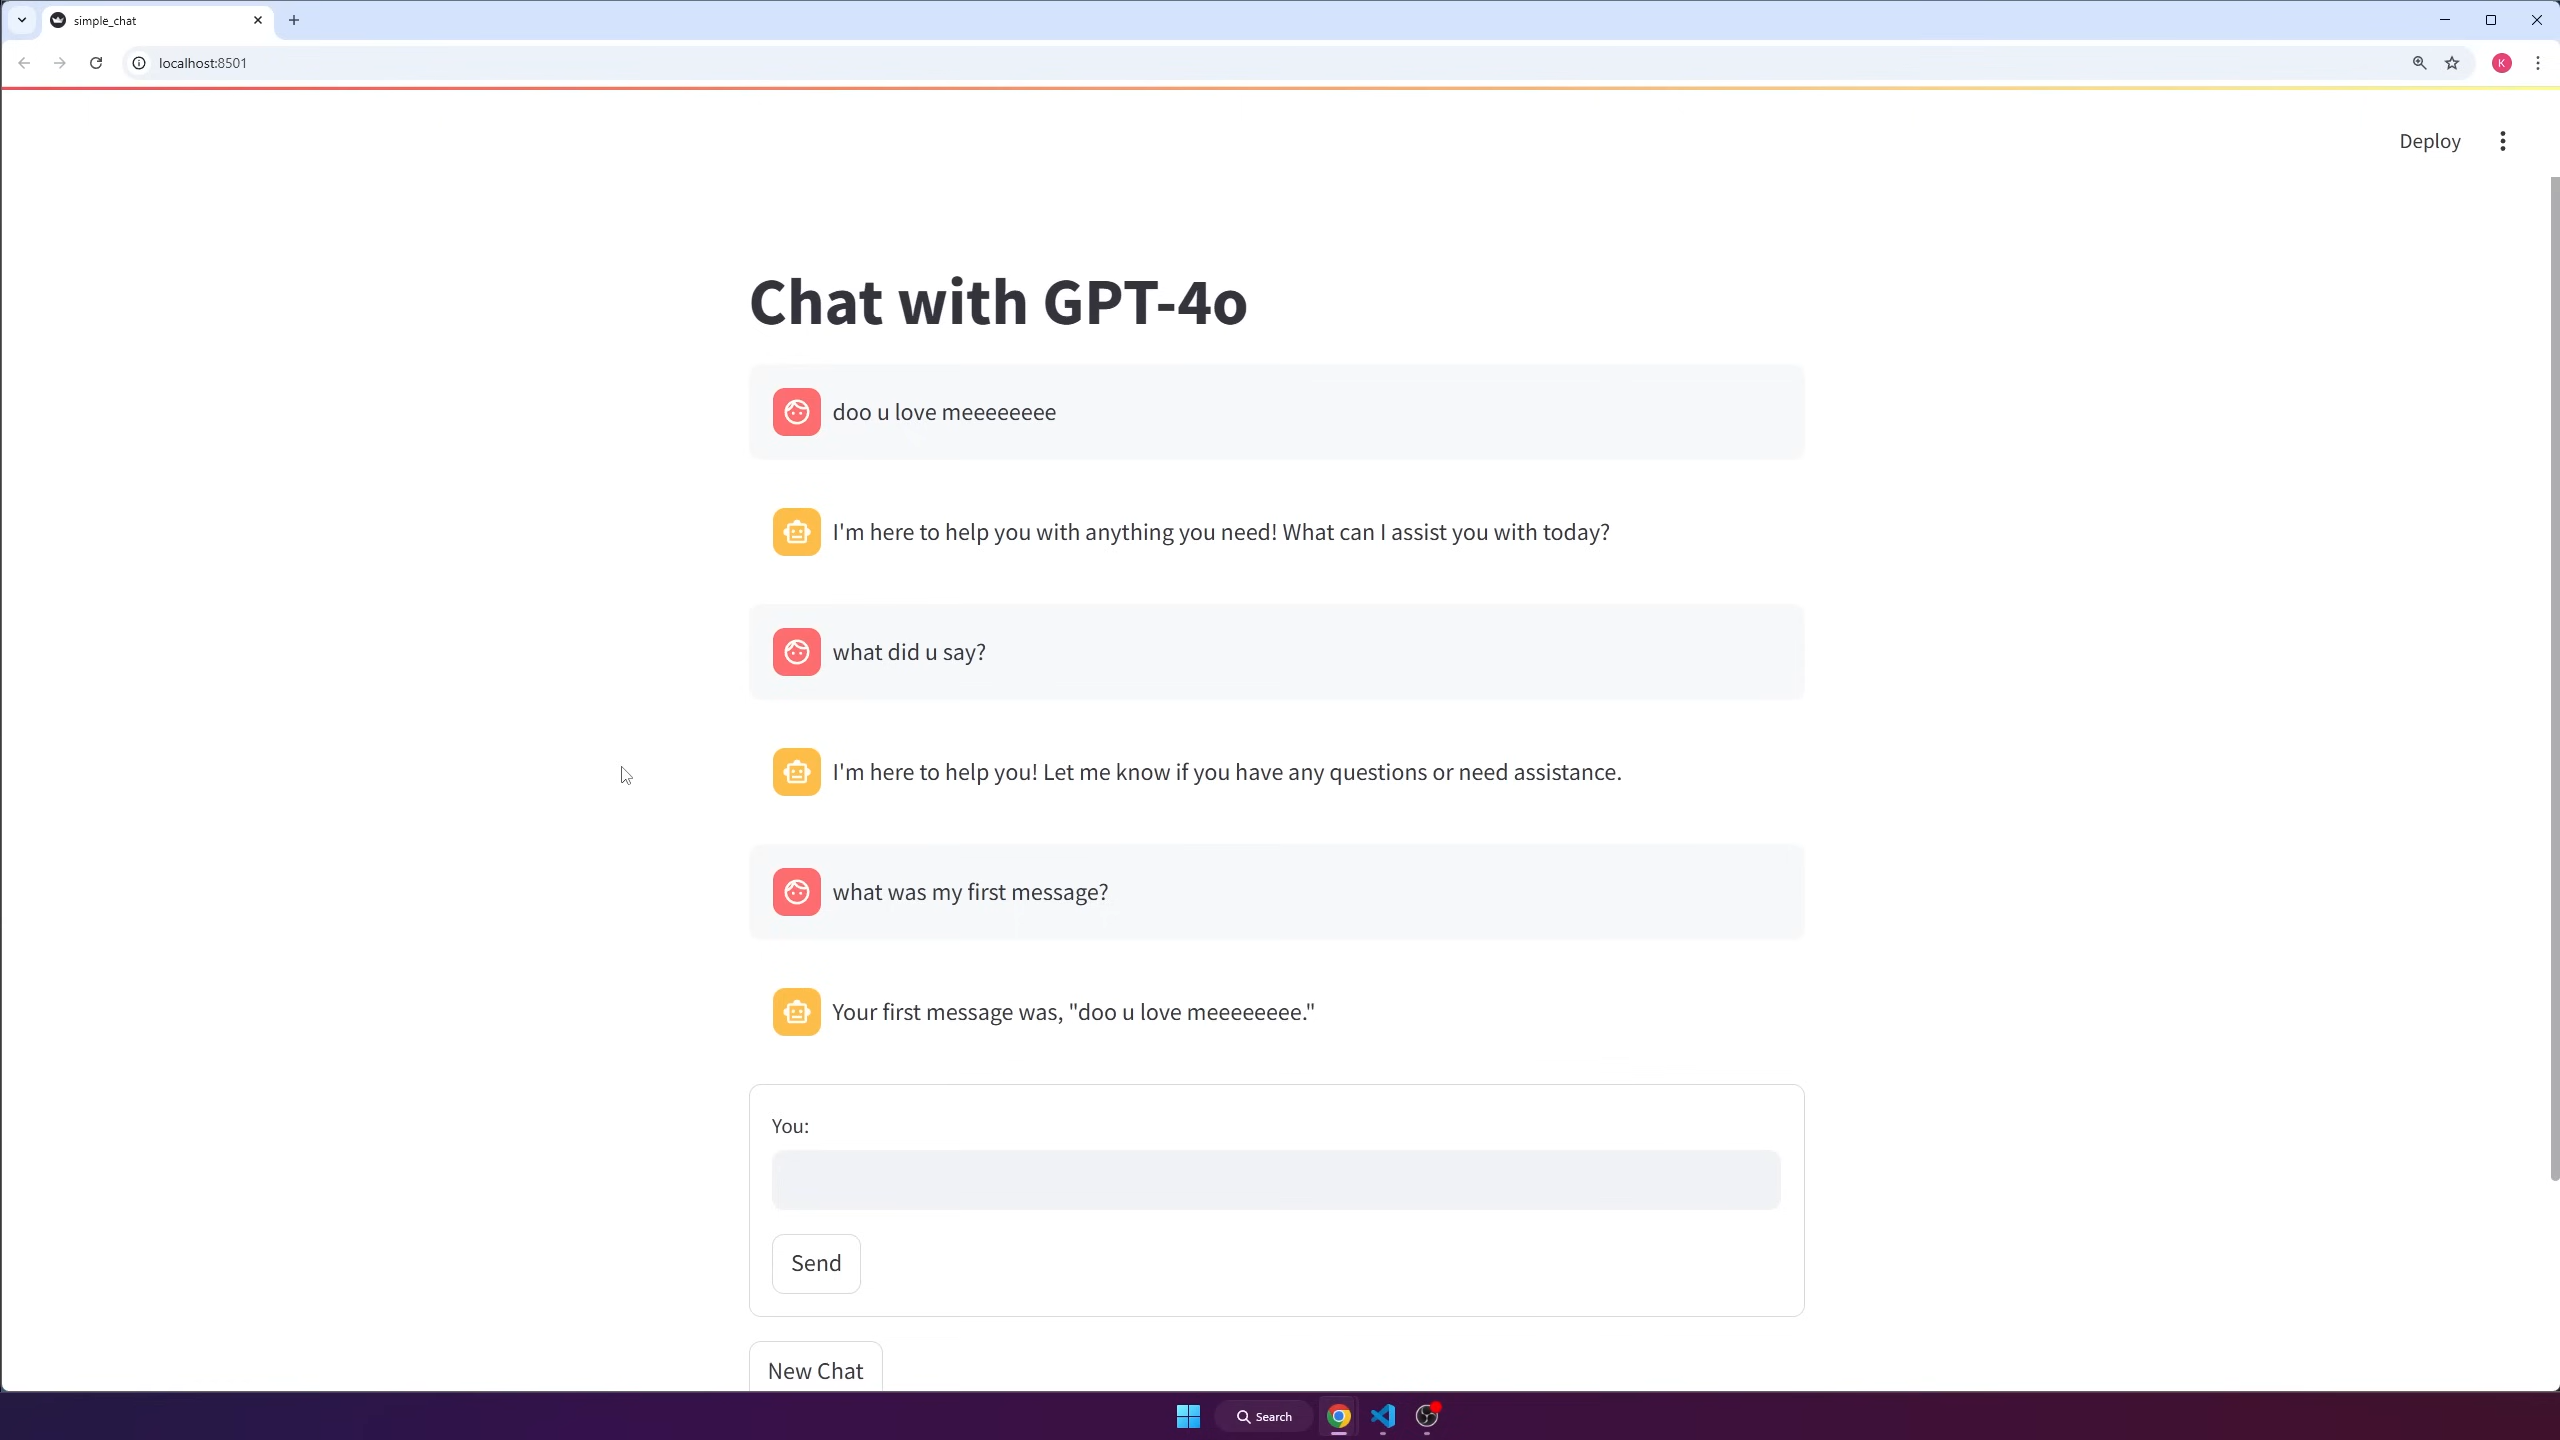 simple_chat
localhost:8501
K
Deploy
Chat with GPT-4o
doo u love meeeeeeee
I'm here to help you with anything you need! What can I assist you with today?
what did u say?
I'm here to help you! Let me know if you have any questions or need assistance.
what was my first message?
Your first message was, "doo u love meeeeeeee."
You:
Send
New Chat
Search